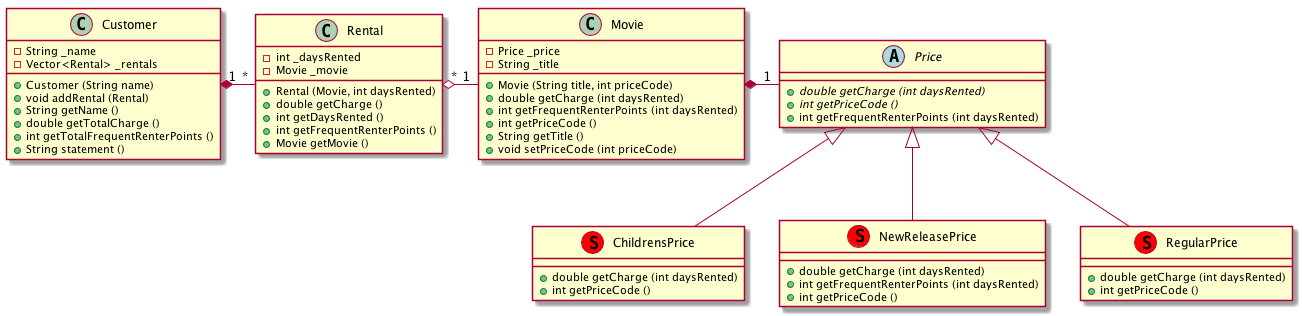 C Customer
String _name
Vector<Rental> _rentals
Customer (String name)
void addRental (Rental)
String getName ()
double getTotalCharge ()
int getTotalFrequentRenterPoints ()
String statement ()
1 *
C Rental
int _daysRented
Movie _movie
Rental (Movie, int daysRented)
double getCharge ()
int getDaysRented ()
int getFrequentRenterPoints ()
Movie getMovie ()
* 1
C Movie
Price _price
String _title
Movie (String title, int priceCode)
double getCharge (int daysRented)
int getFrequentRenterPoints (int daysRented)
int getPriceCode ()
String getTitle ()
void setPriceCode (int priceCode)
1
A Price
double getCharge (int daysRented)
int getPriceCode ()
int getFrequentRenterPoints (int daysRented)
S ChildrensPrice
double getCharge (int daysRented)
int getPriceCode ()
S NewReleasePrice
double getCharge (int daysRented)
int getFrequentRenterPoints (int daysRented)
int getPriceCode ()
S RegularPrice
double getCharge (int daysRented)
int getPriceCode ()